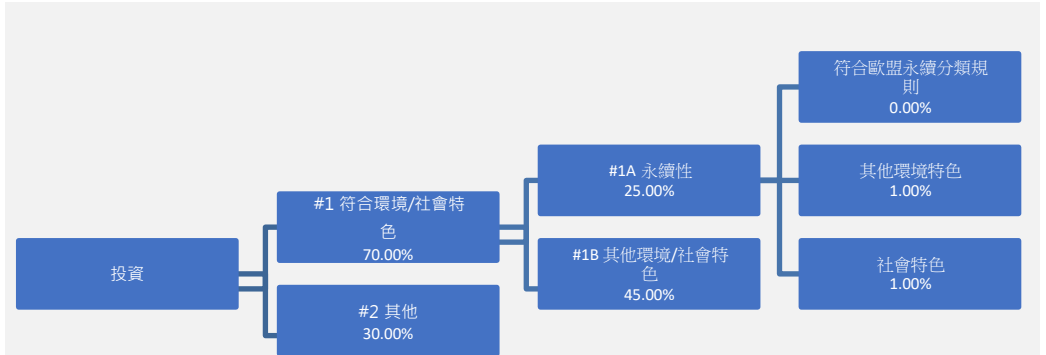 投資
#1 符合環境/社會特
色
70.00%
#2 其他
30.00%
#1A 永續性
25.00%
#1B 其他環境/社會特
色
45.00%
符合歐盟永續分類規
則
0.00%
其他環境特色
1.00%
社會特色
1.00%